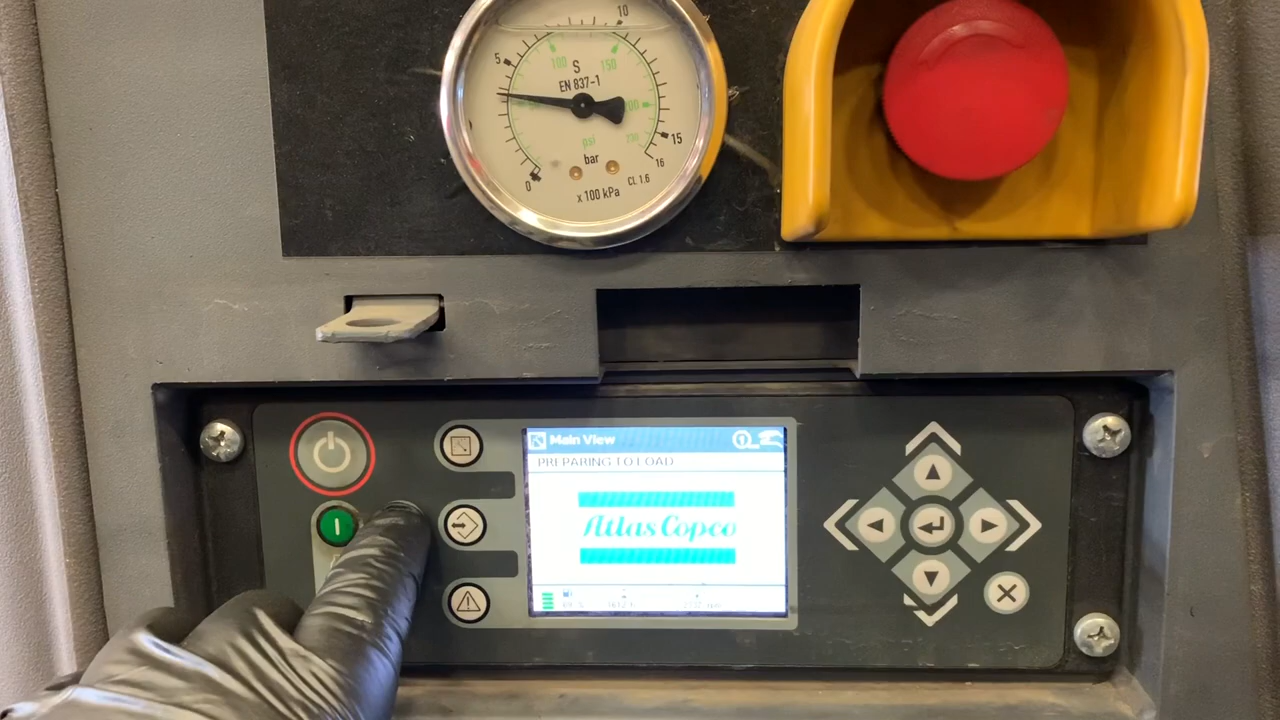 10
5
100
S
150
EN 837-1
psi
15
bar
0
16
Cl. 1.6
x 100 kPa
Main View
PREPARING TO LOAD
Atlas Copco